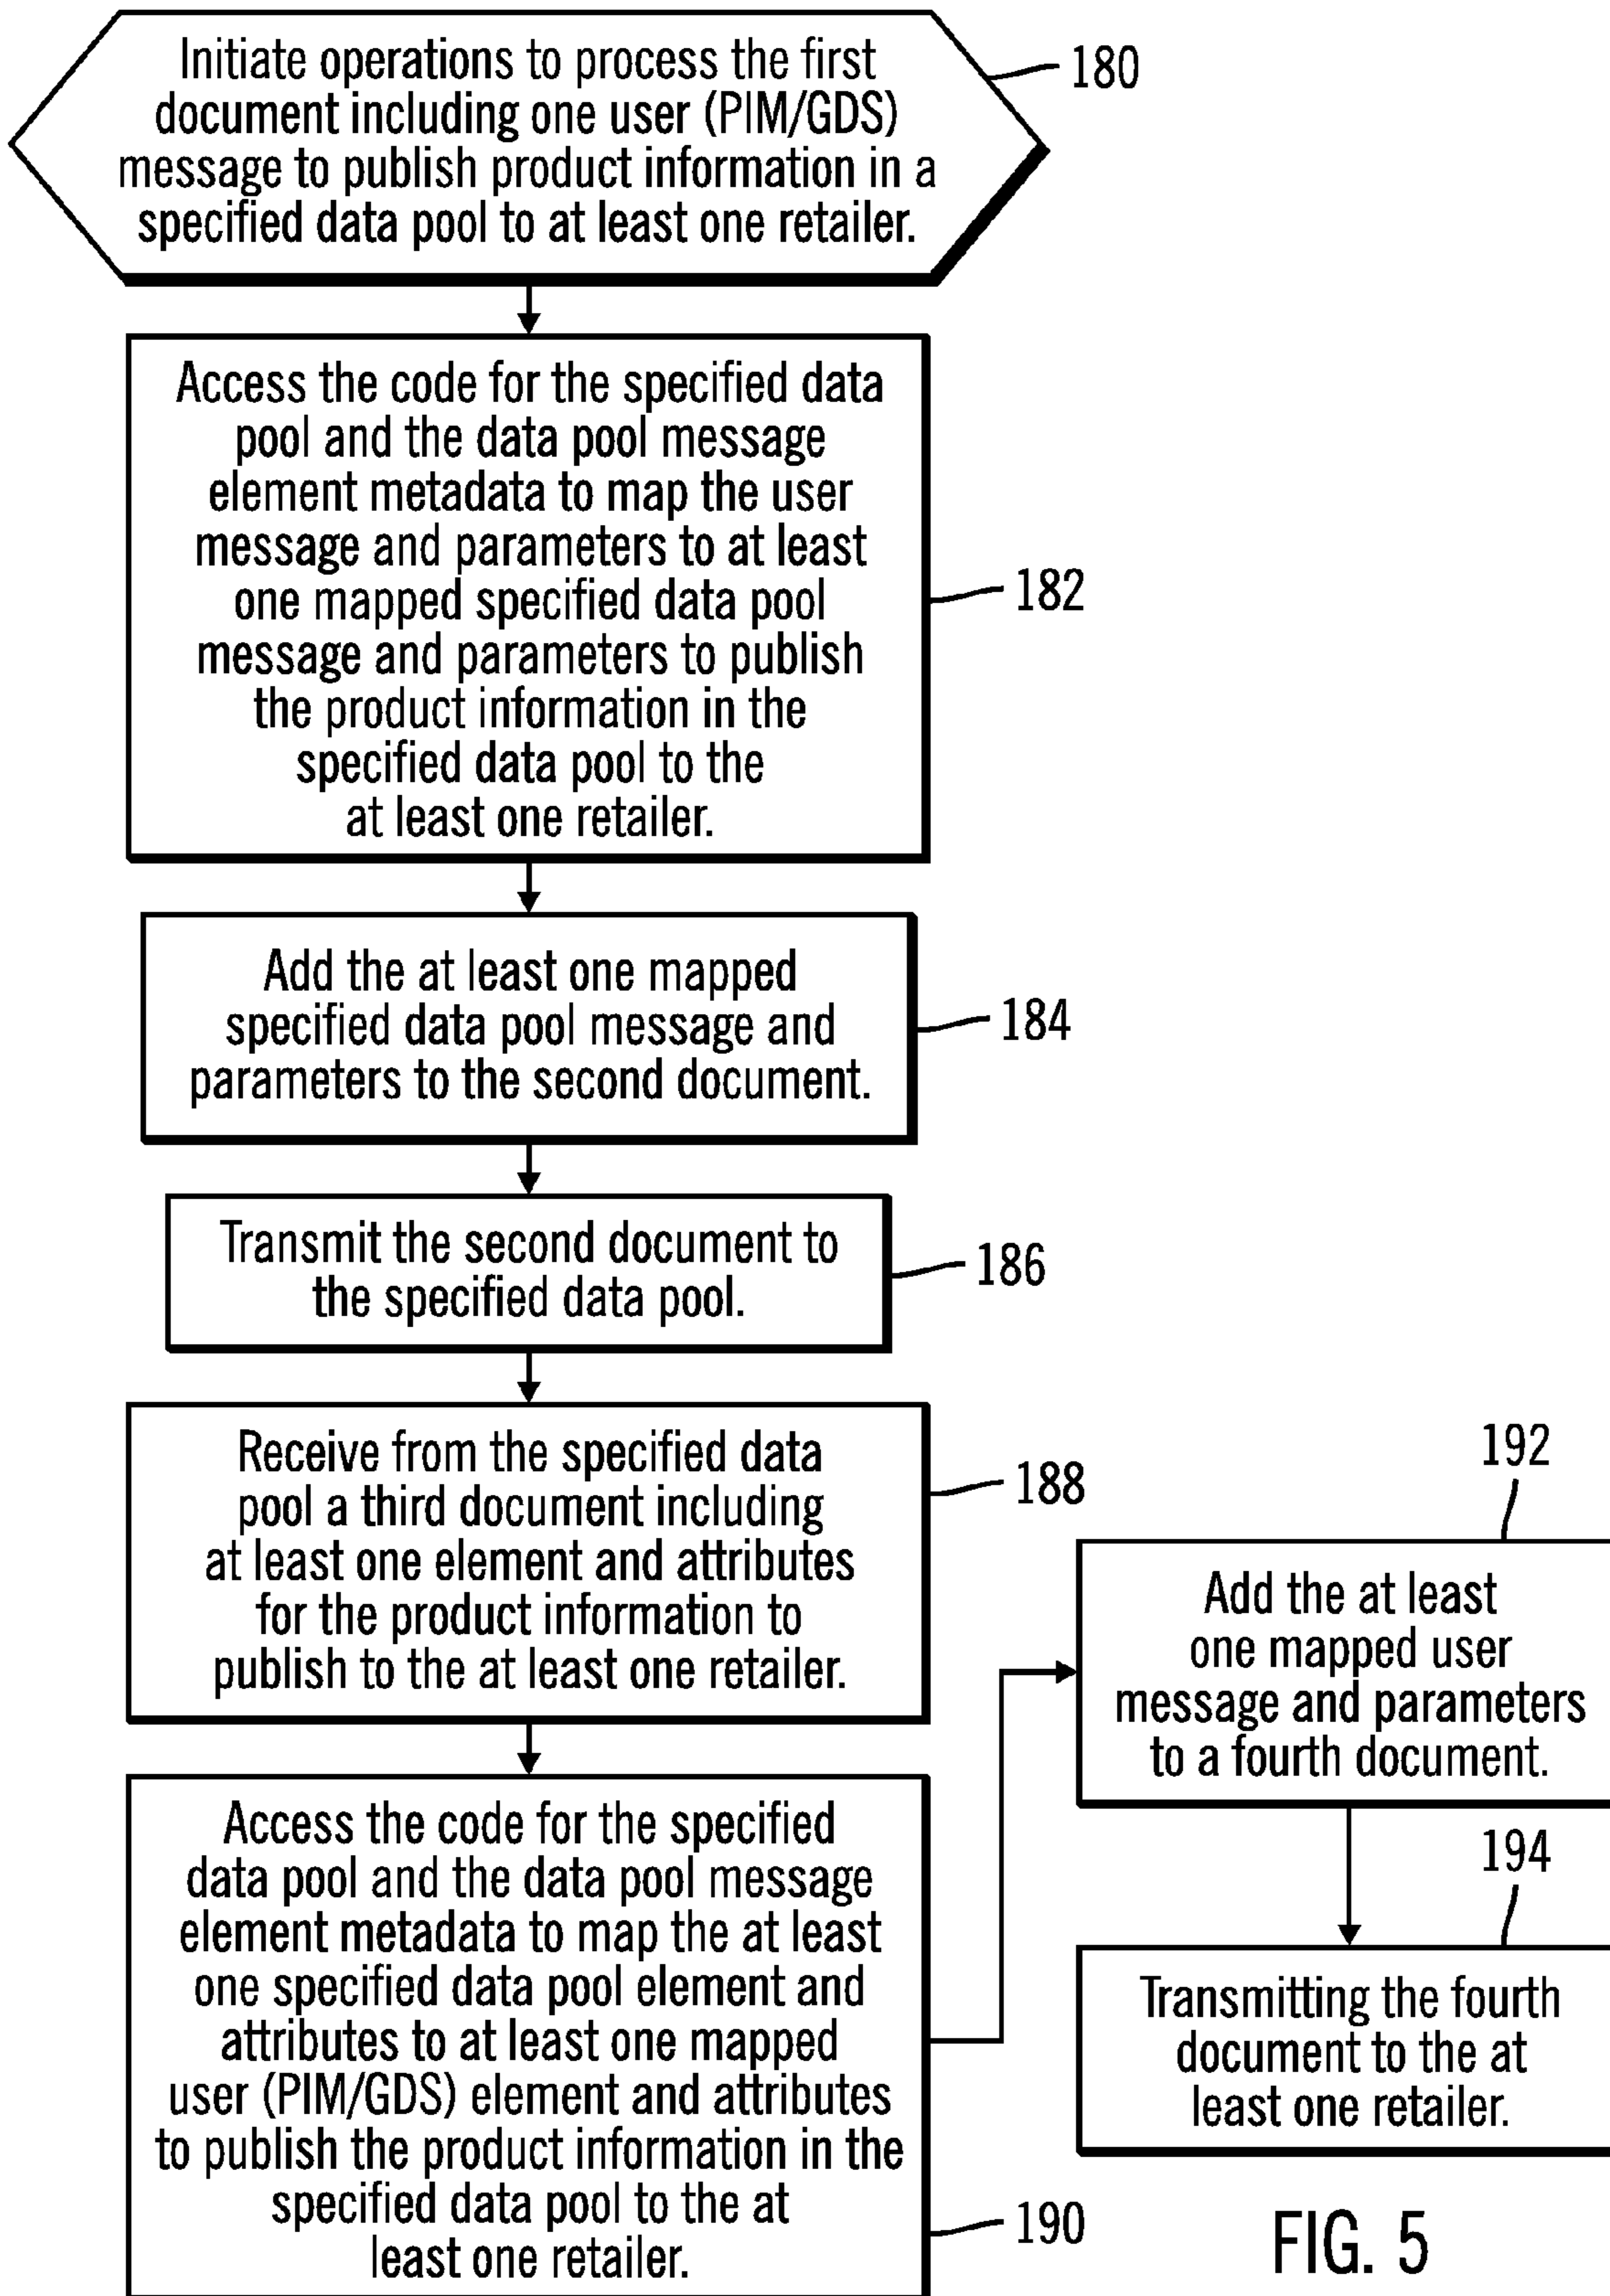 Initiate operations to process the first
document including one user (PIM/GDS)
message to publish product information in a
specified data pool to at least one retailer.
180
Access the code for the specified data
pool and the data pool message
element metadata to map the user
message and parameters to at least
one mapped specified data pool
message and parameters to publish
the product information in the
specified data pool to the
at least one retailer.
182
Add the at least one mapped
specified data pool message and
parameters to the second document.
184
Transmit the second document to
the specified data pool.
186
Receive from the specified data
pool a third document including
at least one element and attributes
for the product information to
publish to the at least one retailer.
188
Access the code for the specified
data pool and the data pool message
element metadata to map the at least
one specified data pool element and
attributes to at least one mapped
user (PIM/GDS) element and attributes
to publish the product information in the
specified data pool to the at
least one retailer.
190
192
Add the at least
one mapped user
message and parameters
to a fourth document.
194
Transmitting the fourth
document to the at
least one retailer.
FIG. 5